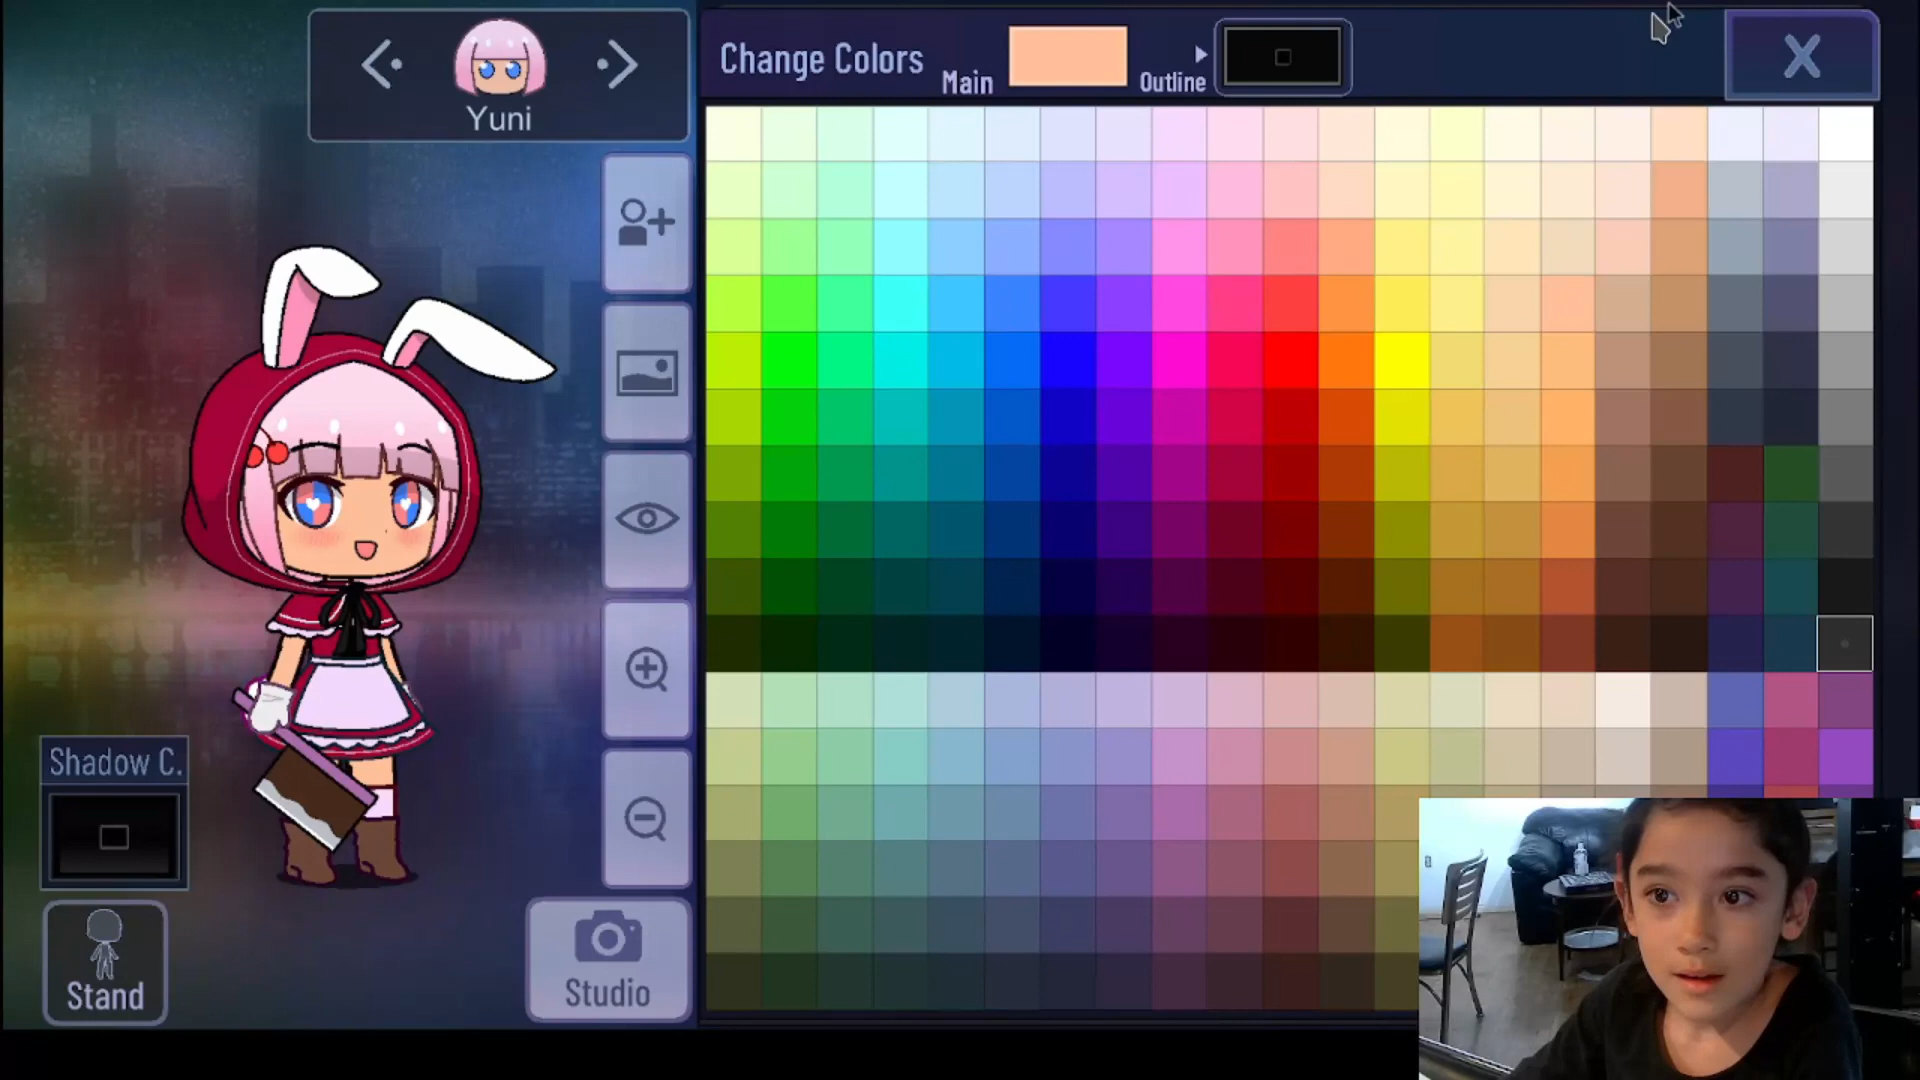 Change Colors
Main
Outline
X
Yuni
Shadow C.
Stand
Studio